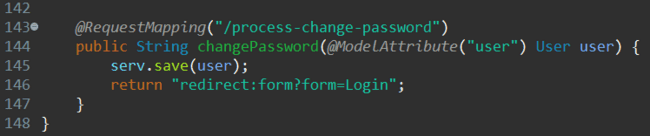 142
143 @RequestMapping("/process-change-password")
144 public String changePassword(@ModelAttribute("user") User user) {
145 serv.save(user);
146 return "redirect:form?form=Login";
147 }
148 }